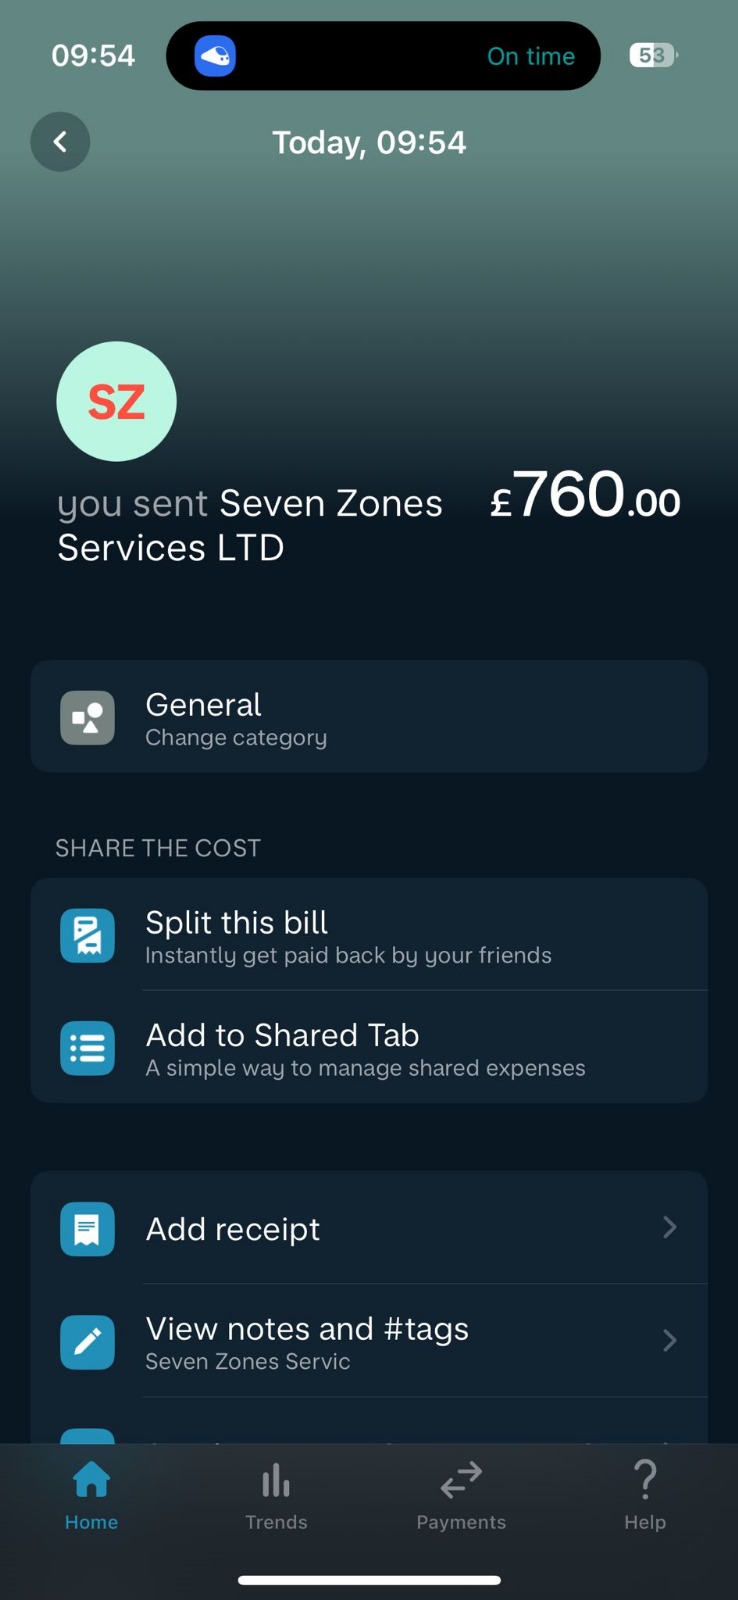 09:54
On time
53
Today, 09:54
SZ
you sent Seven Zones
Services LTD
£760.00
General
Change category
SHARE THE COST
Split this bill
Instantly get paid back by your friends
Add to Shared Tab
A simple way to manage shared expenses
Add receipt
View notes and #tags
Seven Zones Servic
Home
Trends
Payments
Help